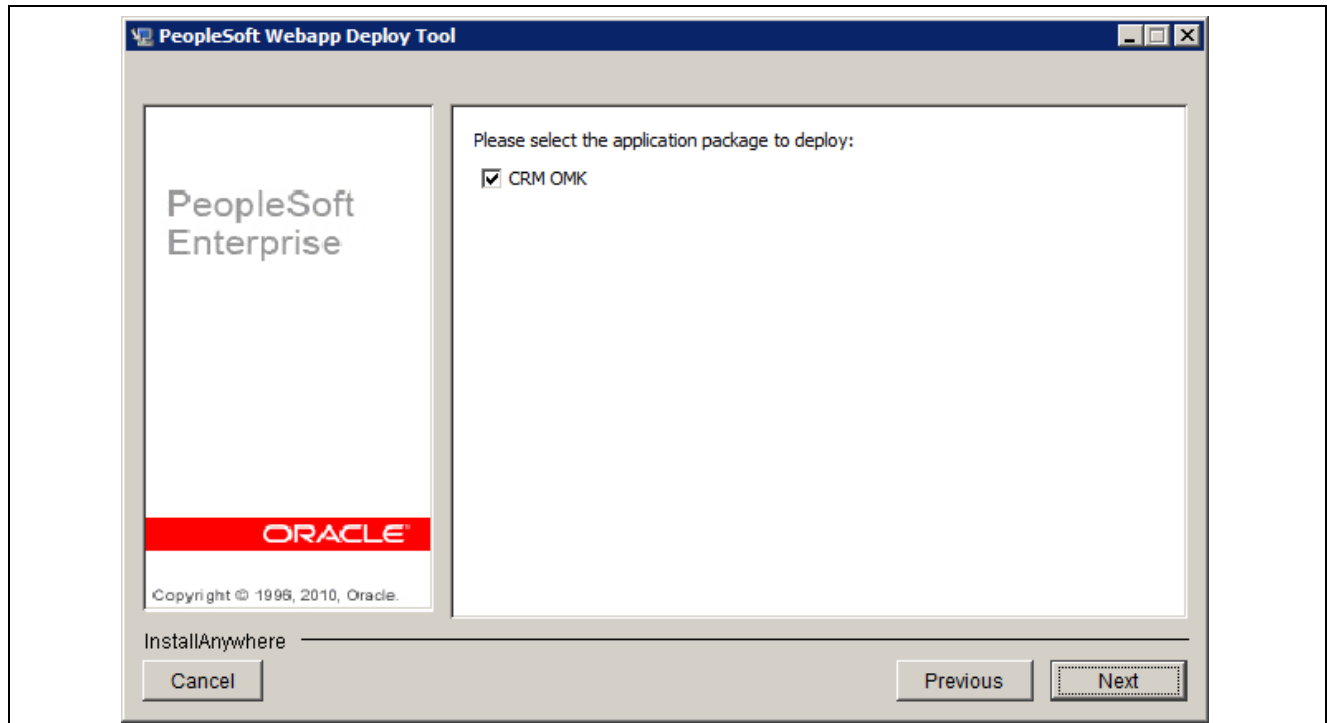 PeopleSoft Webapp Deploy Tool
PeopleSoft
Enterprise
ORACLE
Copyright © 1996, 2010, Oracle.
Please select the application package to deploy:
CRM OMK
InstallAnywhere
Cancel
Previous
Next